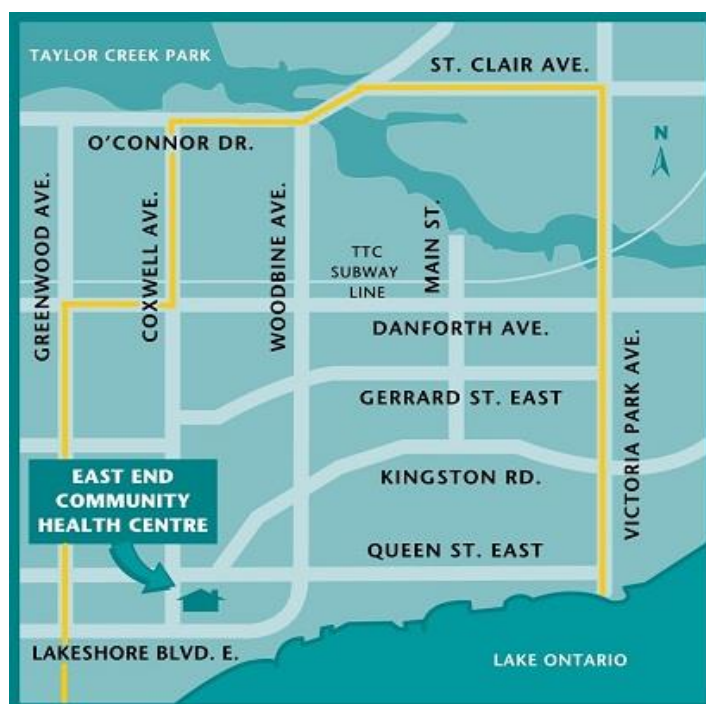 TAYLOR CREEK PARK
ST. CLAIR AVE.
O'CONNOR DR.
N
GREENWOOD AVE.
COXWELL AVE.
WOODBINE AVE.
MAIN ST.
TTC
SUBWAY
LINE
DANFORTH AVE.
VICTORIA PARK AVE.
GERRARD ST. EAST
EAST END
COMMUNITY
HEALTH CENTRE
KINGSTON RD.
QUEEN ST. EAST
LAKESHORE BLVD. E.
LAKE ONTARIO